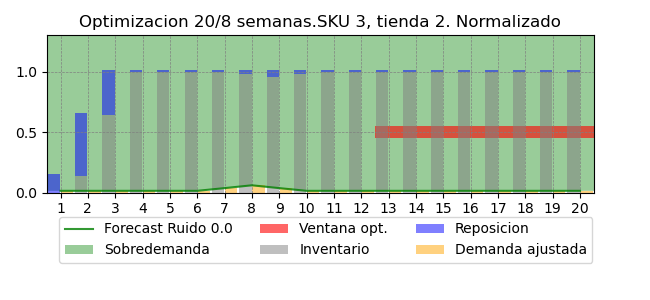 Optimizacion 20/8 semanas.SKU 3, tienda 2. Normalizado
1.0
0.5
0.0
1 2 3 4 5 6 7 8 9 10 11 12 13 14 15 16 17 18 19 20
Forecast Ruido 0.0 Ventana opt. Reposicion
Sobredemanda Inventario Demanda ajustada